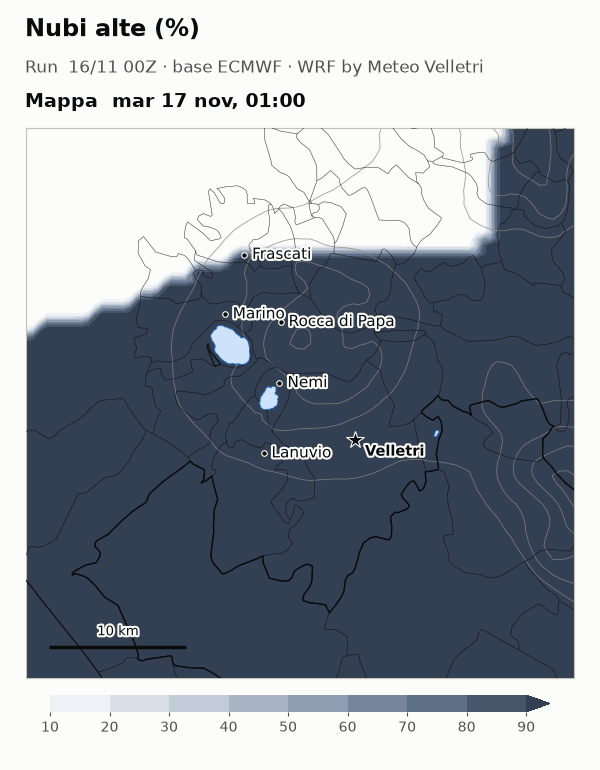 Nubi alte (%)
Run 16/11 00Z · base ECMWF · WRF by Meteo Velletri
Mappa mar 17 nov, 01:00
Frascati
Marino
Rocca di Papa
Nemi
Velletri
Lanuvio
10 km
10 20 30 40 50 60 70 80 90